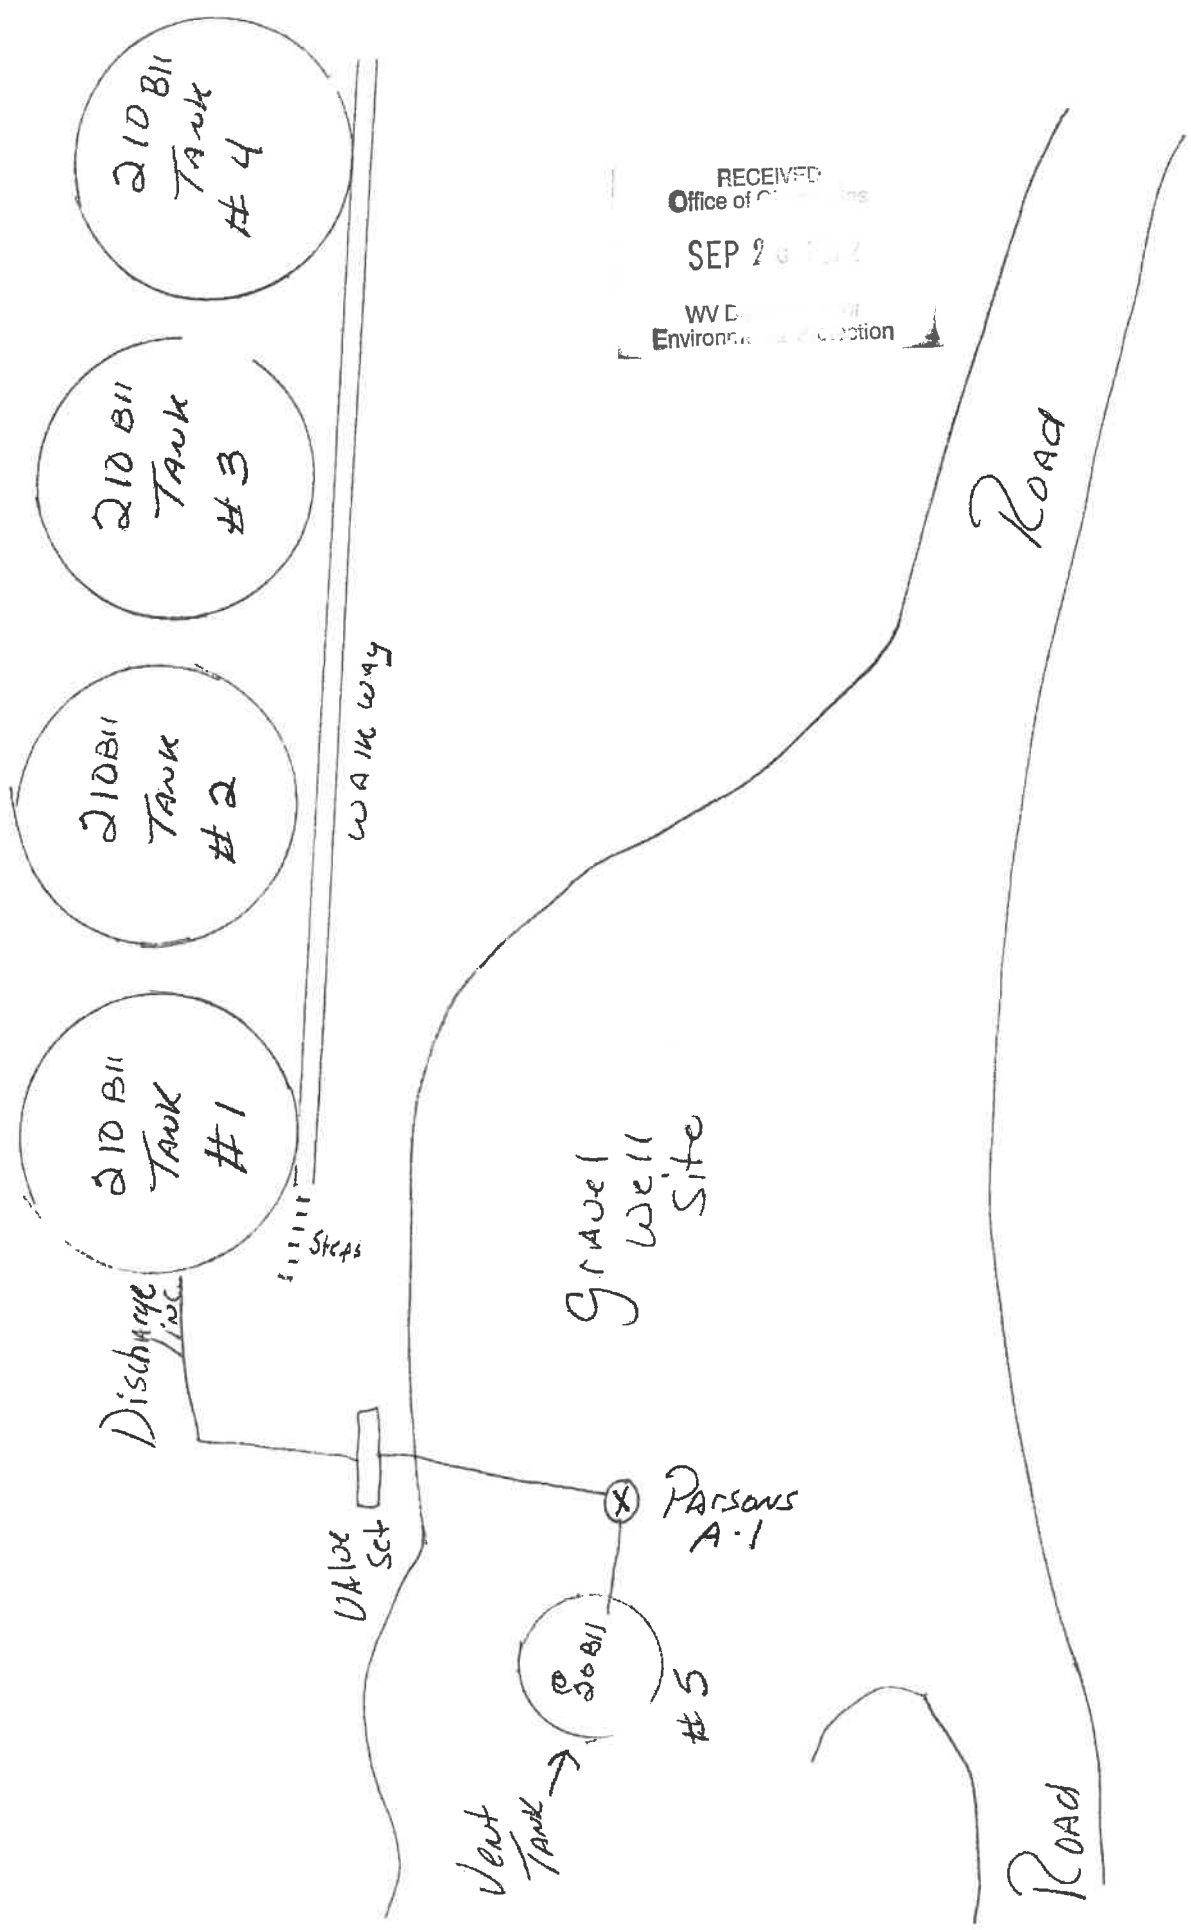 210 Bll
Tank
#1
210 Bll
Tank
#2
210 Bll
Tank
#3
210 Bll
Tank
#4
Discharge
Line
Steps
Walk way
Valve
Set
Gravel
Well
Site
Parsons
A-1
20 Bll
#5
Vent
Tank
Road
Road
RECEIVED
Office of
SEP 2
WV